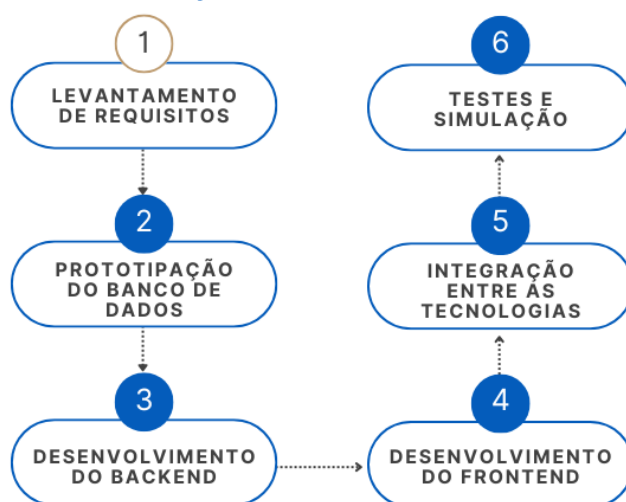 1
LEVANTAMENTO
DE REQUISITOS
2
PROTOTIPAÇÃO
DO BANCO DE
DADOS
3
DESENVOLVIMENTO
DO BACKEND
4
DESENVOLVIMENTO
DO FRONTEND
5
INTEGRAÇÃO
ENTRE AS
TECNOLOGIAS
6
TESTES E
SIMULAÇÃO